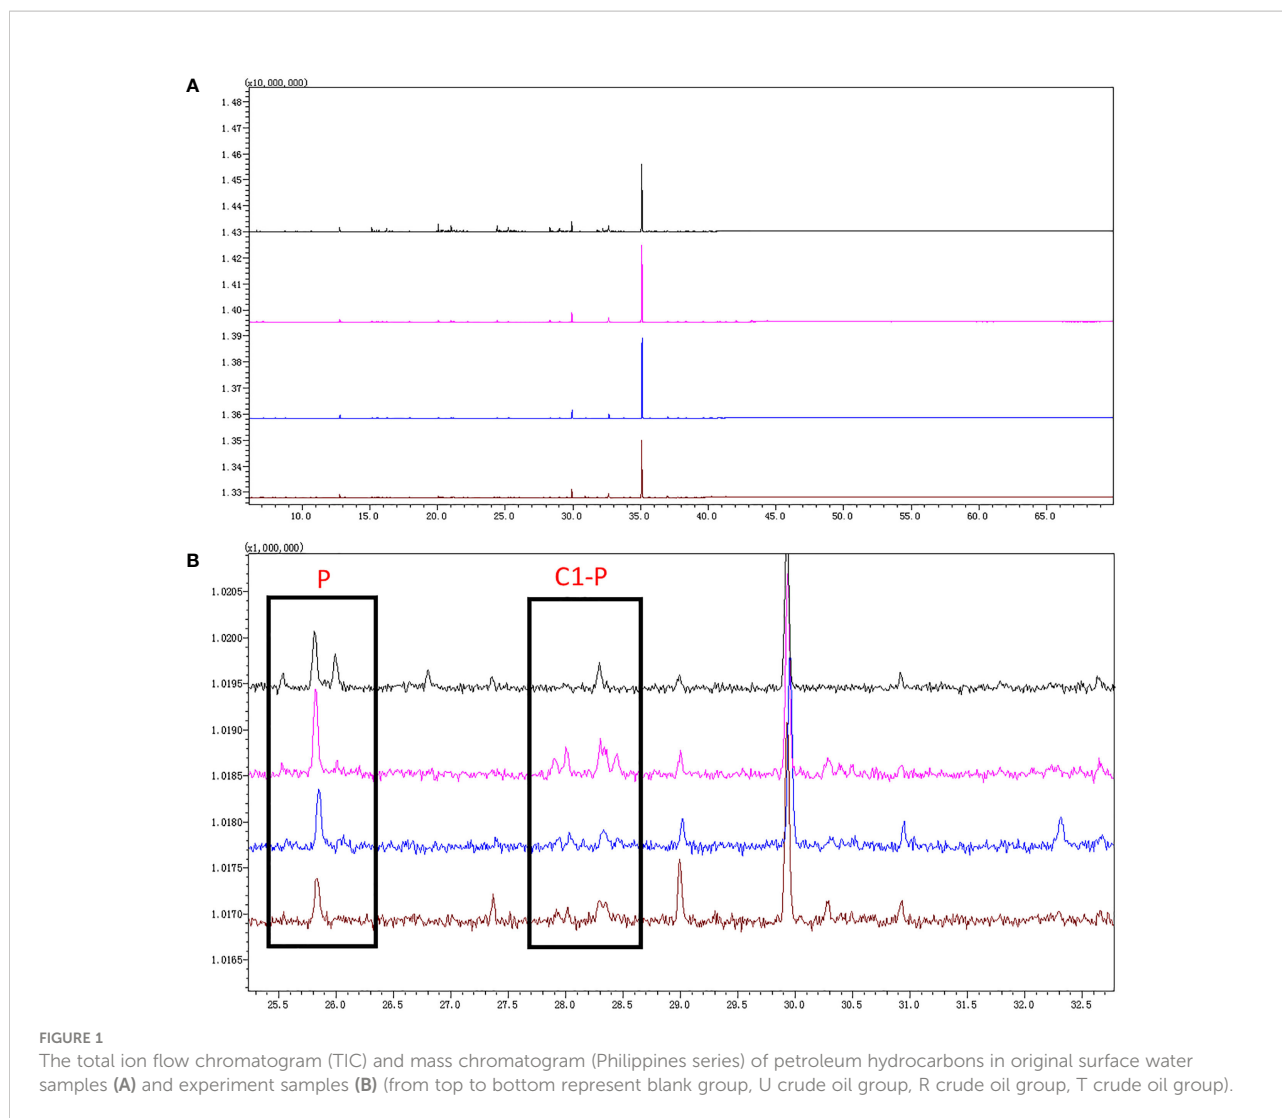 A
(x10,000,000)
1.48
1.47
1.46
1.45
1.44
1.43
1.42
1.41
1.40
1.39
1.38
1.37
1.36
1.35
1.34
1.33
10.0 15.0 20.0 25.0 30.0 35.0 40.0 45.0 50.0 55.0 60.0 65.0
B
(x1,000,000)
P C1-P
1.0205
1.0200
1.0195
1.0190
1.0185
1.0180
1.0175
1.0170
1.0165
25.5 26.0 26.5 27.0 27.5 28.0 28.5 29.0 29.5 30.0 30.5 31.0 31.5 32.0 32.5
FIGURE 1
The total ion flow chromatogram (TIC) and mass chromatogram (Philippines series) of petroleum hydrocarbons in original surface water
samples (A) and experiment samples (B) (from top to bottom represent blank group, U crude oil group, R crude oil group, T crude oil group).